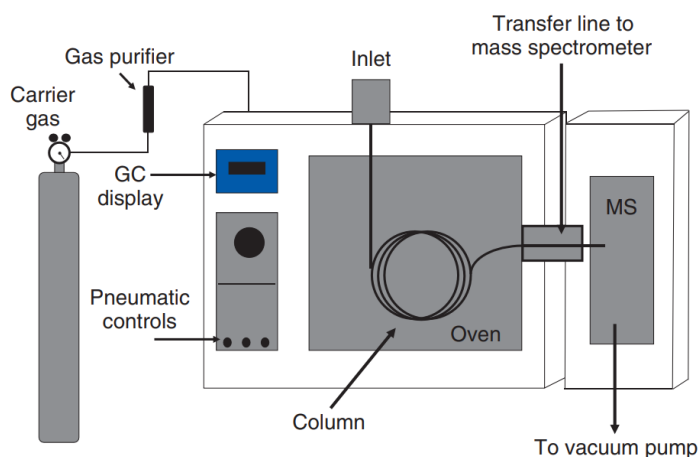 Transfer line to
mass spectrometer
Gas purifier
Inlet
Carrier
gas
GC
display
MS
Pneumatic
controls
Oven
Column
To vacuum pump